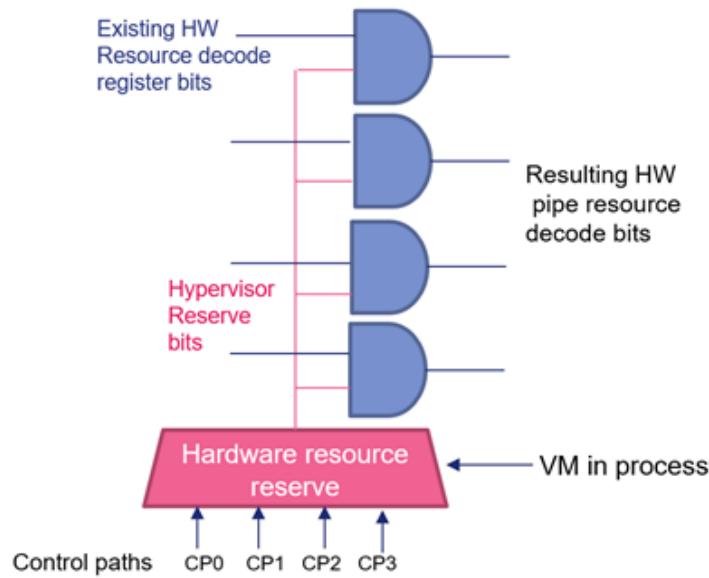 Existing HW
Resource decode
register bits
Resulting HW
pipe resource
decode bits
Hypervisor
Reserve
bits
Hardware resource
reserve
VM in process
Control paths CP0 CP1 CP2 CP3